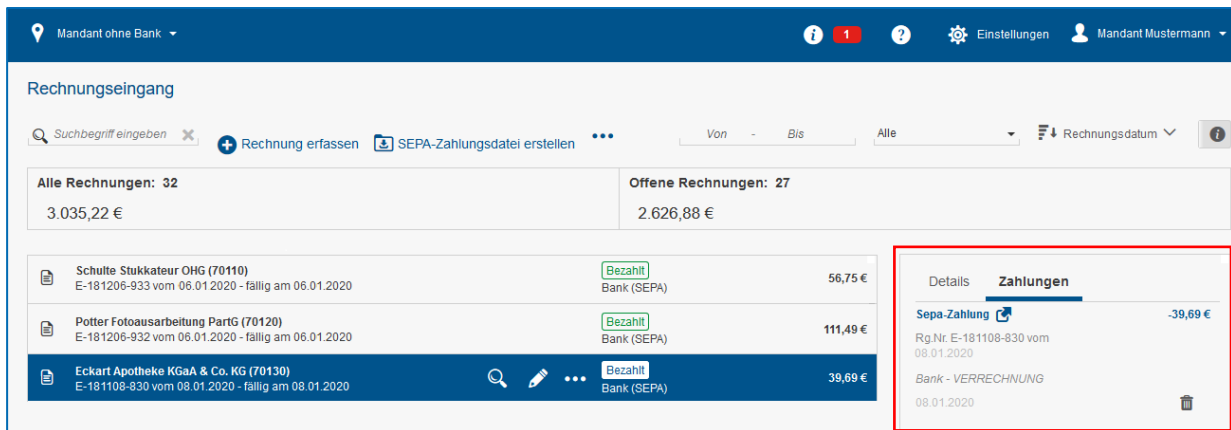 Mandant ohne Bank
1
Einstellungen
Mandant Mustermann
Rechnungseingang
Suchbegriff eingeben
Rechnung erfassen
SEPA-Zahlungsdatei erstellen
Von - Bis
Alle
Rechnungsdatum
Alle Rechnungen: 32
3.035,22 €
Offene Rechnungen: 27
2.626,88 €
Schulte Stukkateur OHG (70110)
E-181206-933 vom 06.01.2020 - fällig am 06.01.2020
Bezahlt
Bank (SEPA)
56,75 €
Potter Fotoausarbeitung PartG (70120)
E-181206-932 vom 06.01.2020 - fällig am 06.01.2020
Bezahlt
Bank (SEPA)
111,49 €
Eckart Apotheke KGaA & Co. KG (70130)
E-181108-830 vom 08.01.2020 - fällig am 08.01.2020
Bezahlt
Bank (SEPA)
39,69 €
Details
Zahlungen
Sepa-Zahlung
-39,69 €
Rg.Nr. E-181108-830 vom
08.01.2020
Bank - VERRECHNUNG
08.01.2020